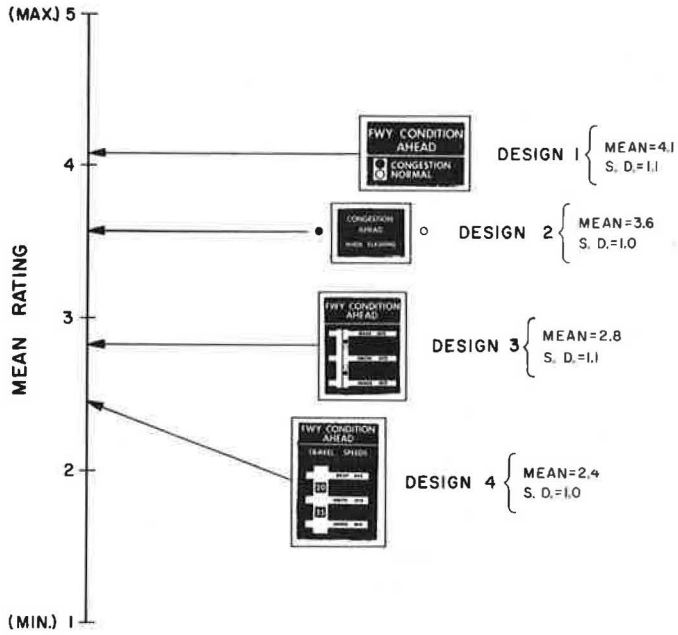 (MAX.) 5
4
3
2
(MIN.) 1
MEAN RATING
FWY CONDITION
AHEAD
CONGESTION
NORMAL
DESIGN 1
MEAN=4.1
S. D.=1.1
CONGESTION
AHEAD
WHEN FLASHING
DESIGN 2
MEAN=3.6
S. D.=1.0
FWY CONDITION
AHEAD
DESIGN 3
MEAN=2.8
S. D.=1.1
FWY CONDITION
AHEAD
TRAVEL SPEEDS
20
DESIGN 4
MEAN=2.4
S. D.=1.0